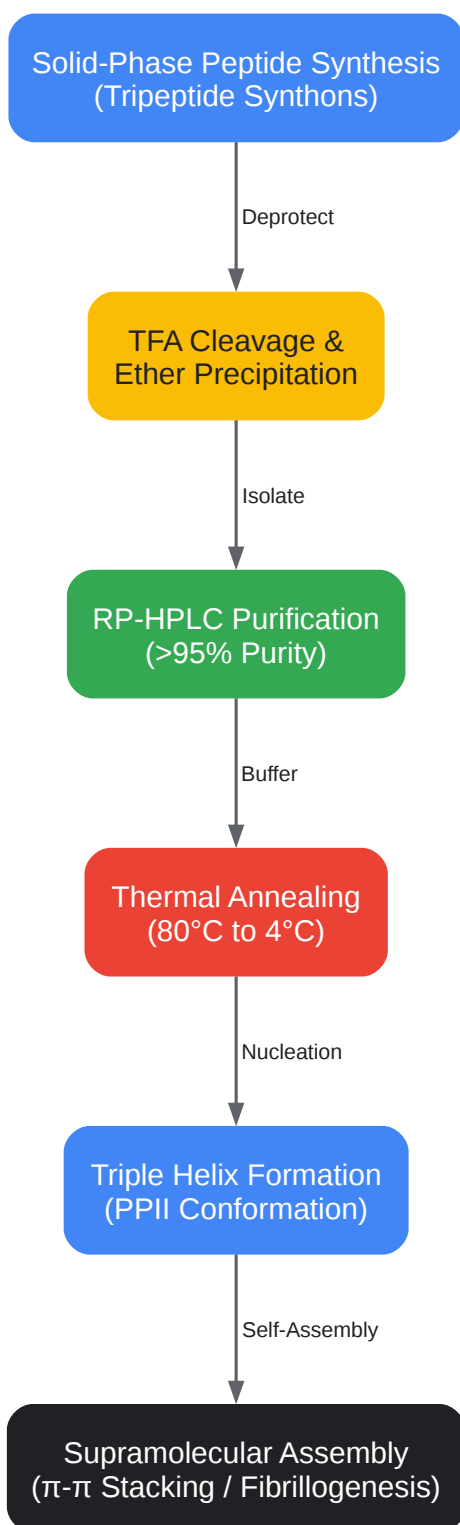 Solid-Phase Peptide Synthesis
(Tripeptide Synthons)
Deprotect
TFA Cleavage &
Ether Precipitation
Isolate
RP-HPLC Purification
(>95% Purity)
Buffer
Thermal Annealing
(80°C to 4°C)
Nucleation
Triple Helix Formation
(PPII Conformation)
Self-Assembly
Supramolecular Assembly
(π-π Stacking / Fibrillogenesis)